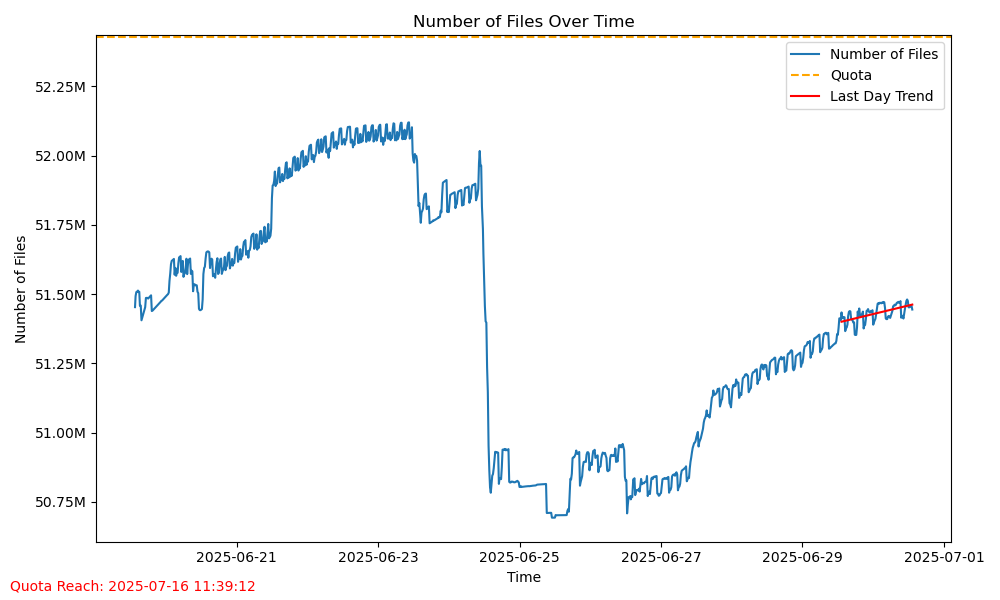 Number of Files Over Time
Number of Files
Quota
Last Day Trend
52.25M
52.00M
51.75M
51.50M
51.25M
51.00M
50.75M
Number of Files
2025-06-21
2025-06-23
2025-06-25
2025-06-27
2025-06-29
2025-07-01
Time
Quota Reach: 2025-07-16 11:39:12